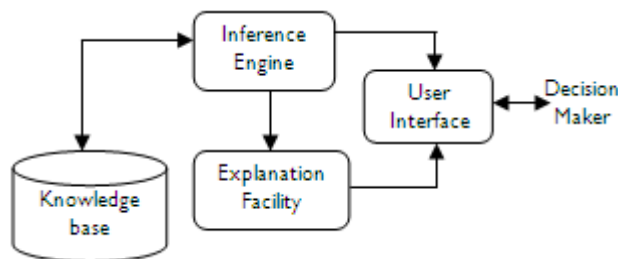 Inference
Engine
User
Interface
Decision
Maker
Explanation
Facility
Knowledge
base